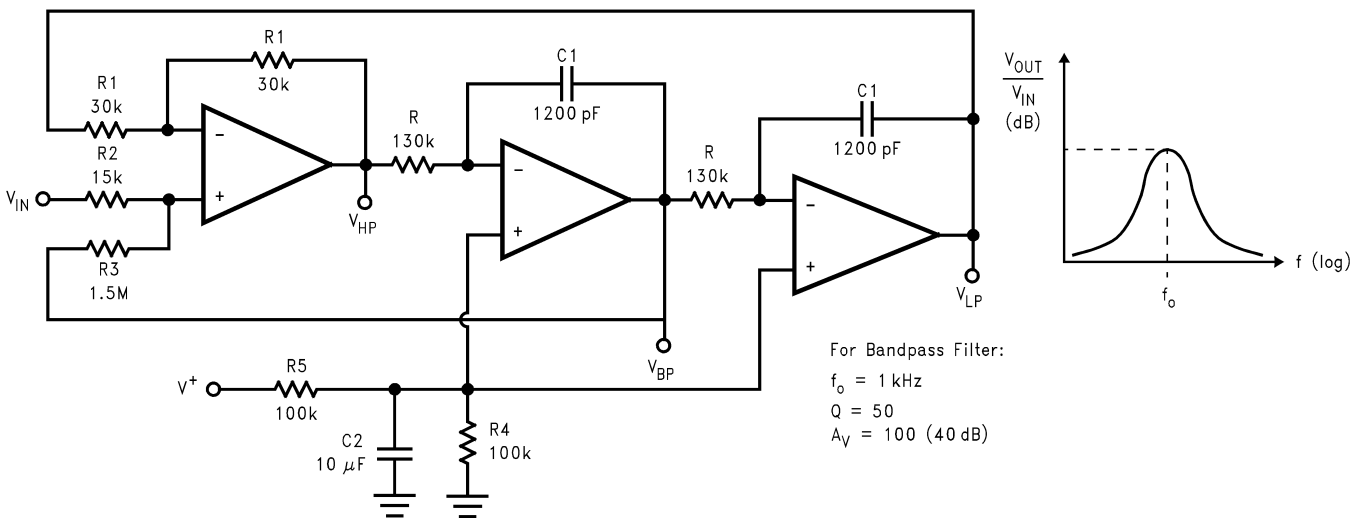 R1
30k
C1
1200 pF
R1
30k
R
130k
C1
1200 pF
V_OUT
V_IN
(dB)
R2
15k
R
130k
−
+
V_IN
V_HP
−
+
−
+
R3
1.5M
V_LP
f (log)
f_o
V_BP
For Bandpass Filter:
f_o = 1 kHz
Q = 50
A_V = 100 (40 dB)
V+
R5
100k
C2
10 μF
R4
100k